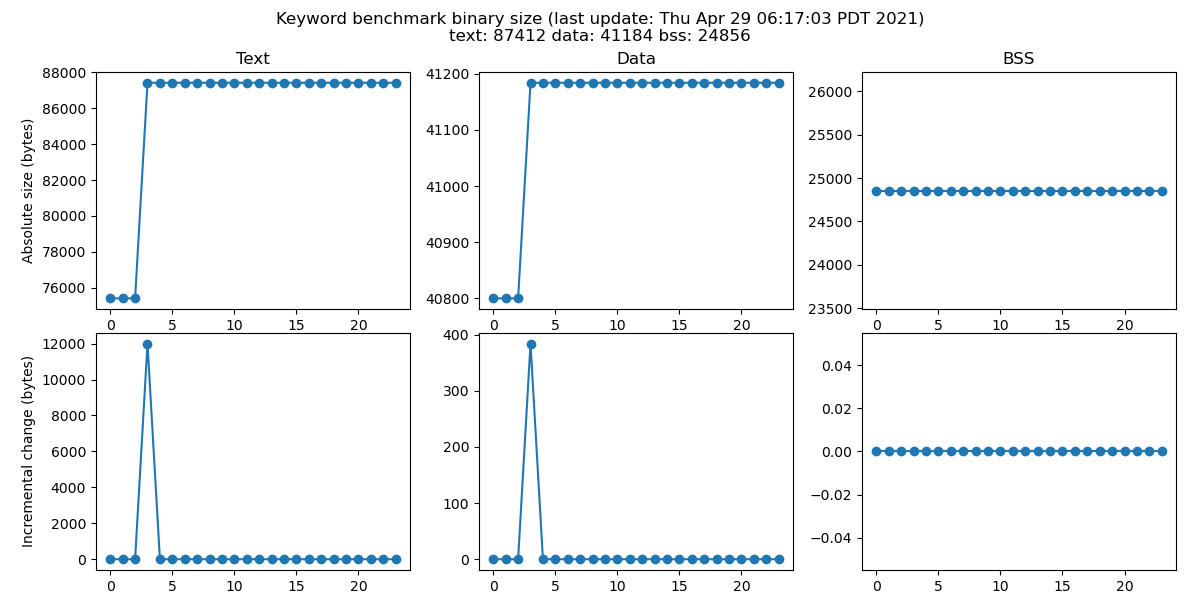 Keyword benchmark binary size (last update: Thu Apr 29 06:17:03 PDT 2021)
text: 87412 data: 41184 bss: 24856
Text
Data
BSS
Absolute size (bytes)
88000
86000
84000
82000
80000
78000
76000
0 5 10 15 20
41200
41100
41000
40900
40800
0 5 10 15 20
26000
25500
25000
24500
24000
23500
0 5 10 15 20
Incremental change (bytes)
12000
10000
8000
6000
4000
2000
0
0 5 10 15 20
400
300
200
100
0
0 5 10 15 20
0.04
0.02
0.00
−0.02
−0.04
0 5 10 15 20